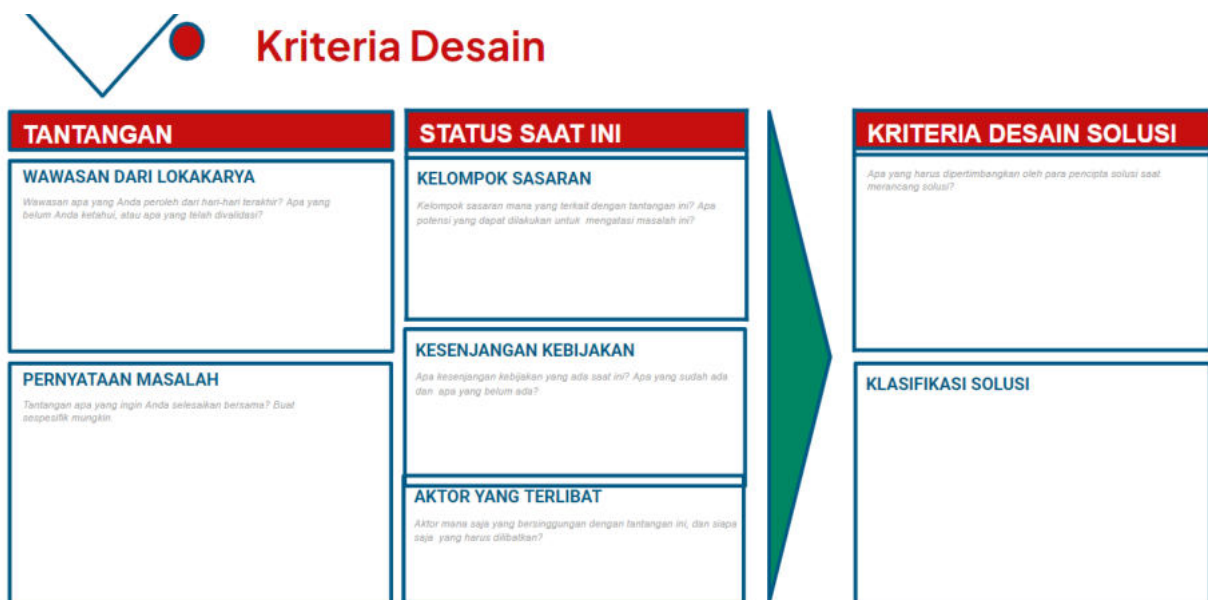 Kriteria Desain
TANTANGAN
WAWASAN DARI LOKAKARYA
Wawasan apa yang Anda peroleh dari hari-hari terakhir? Apa yang
belum Anda ketahui, atau apa yang telah divalidasi?
PERNYATAAN MASALAH
Tantangan apa yang ingin Anda selesaikan bersama? Buat
sespesifik mungkin.
STATUS SAAT INI
KELOMPOK SASARAN
Kelompok sasaran mana yang terkait dengan tantangan ini? Apa
potensi yang dapat dilakukan untuk mengatasi masalah ini?
KESENJANGAN KEBIJAKAN
Apa kesenjangan kebijakan yang ada saat ini? Apa yang sudah ada
dan apa yang belum ada?
AKTOR YANG TERLIBAT
Aktor mana saja yang bersinggungan dengan tantangan ini, dan siapa
saja yang harus dilibatkan?
KRITERIA DESAIN SOLUSI
Apa yang harus dipertimbangkan oleh para pencipta solusi saat
merancang solusi?
KLASIFIKASI SOLUSI